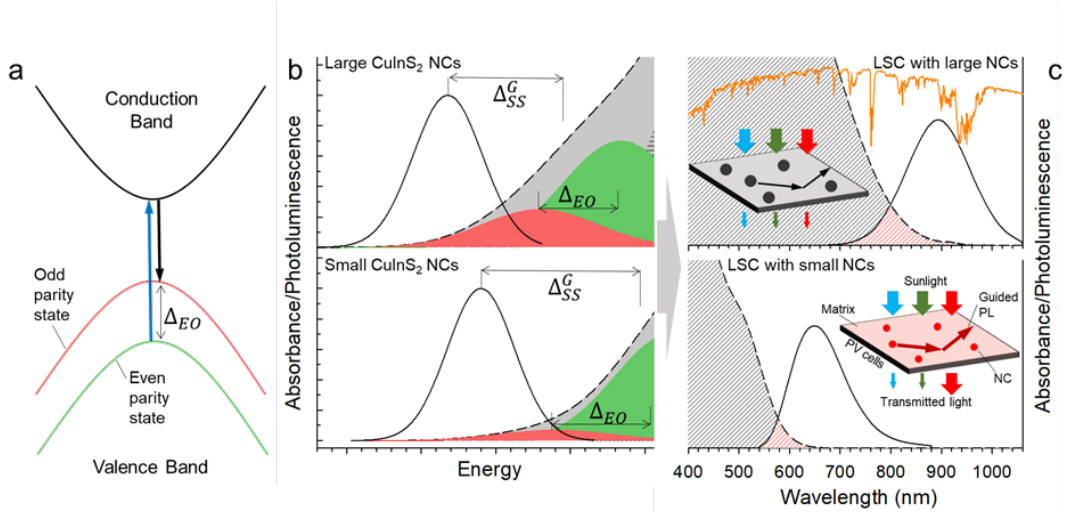 a
Conduction
Band
Odd
parity
state
Δ_EO
Even
parity
state
Valence Band
b
Absorbance/Photoluminescence
Large CuInS₂ NCs
Δ^G_SS
Δ_EO
Small CuInS₂ NCs
Δ^G_SS
Δ_EO
Energy
c
LSC with large NCs
LSC with small NCs
Sunlight
Matrix
Guided
PL
PV cells
NC
Transmitted light
400 500 600 700 800 900 1000
Wavelength (nm)
Absorbance/Photoluminescence